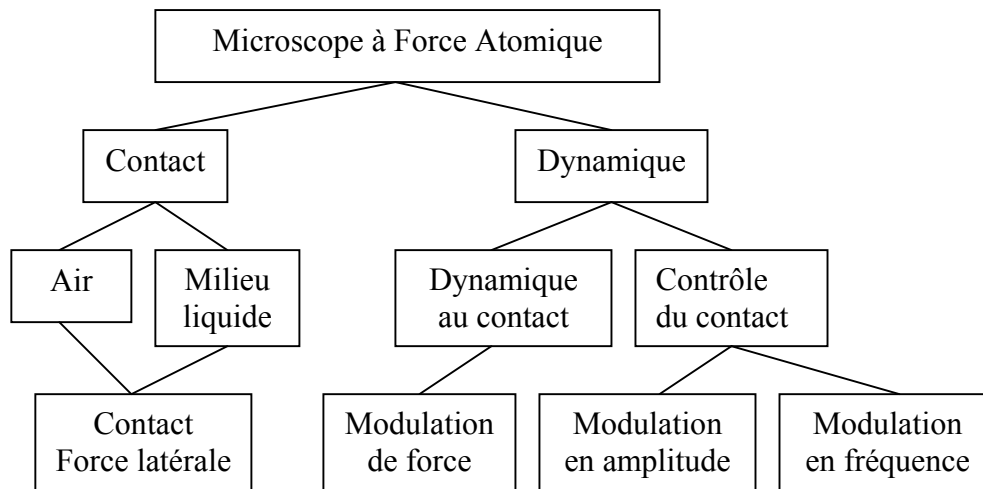 Microscope à Force Atomique
Contact
Dynamique
Air
Milieu
liquide
Dynamique
au contact
Contrôle
du contact
Contact
Force latérale
Modulation
de force
Modulation
en amplitude
Modulation
en fréquence